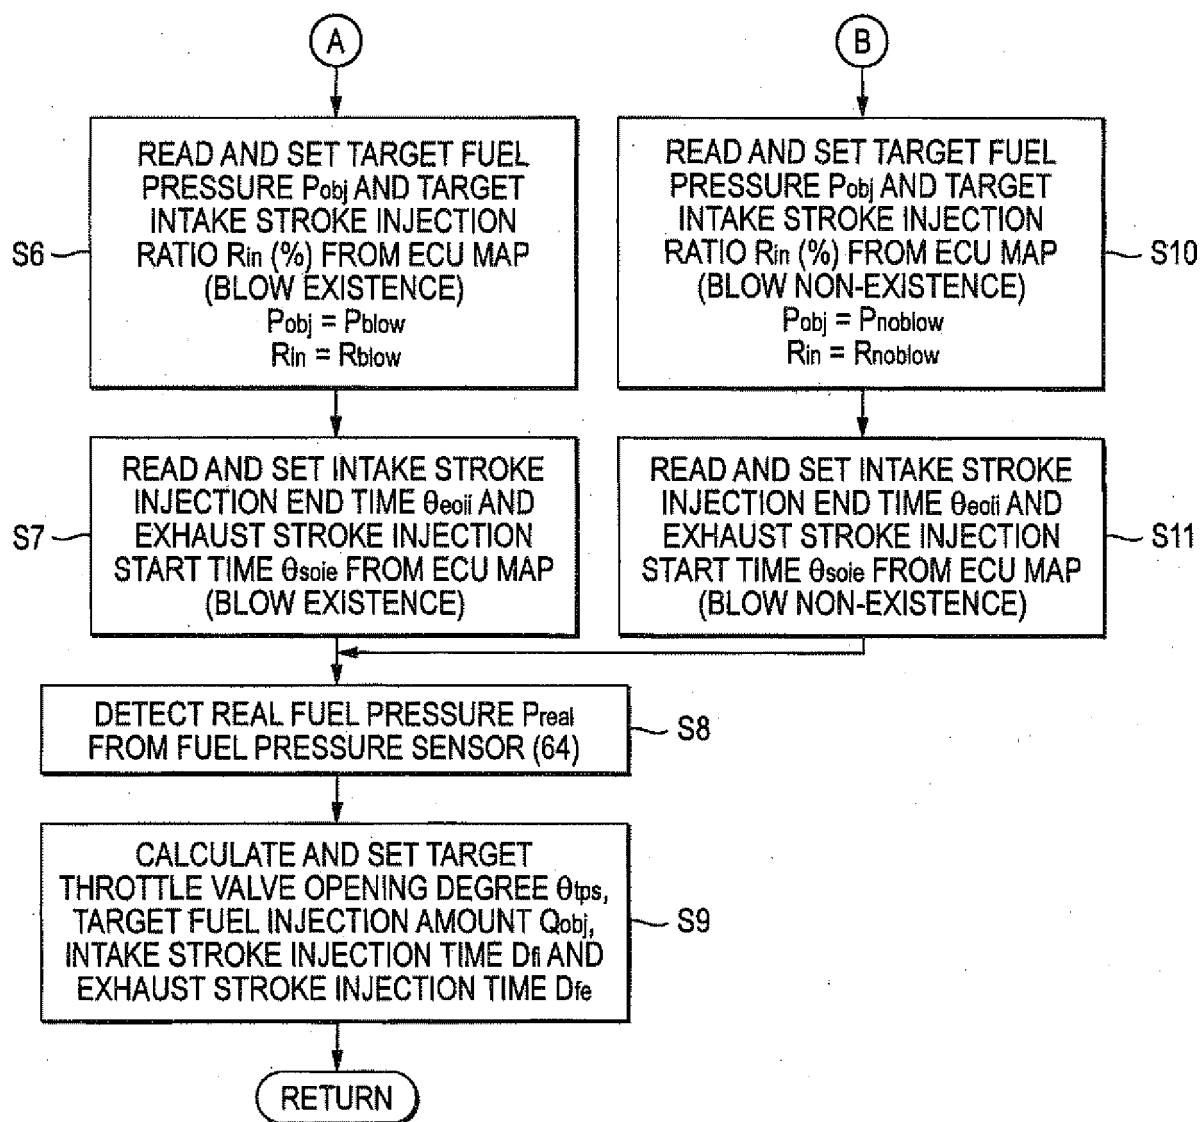 A
READ AND SET TARGET FUEL
PRESSURE Pobj AND TARGET
INTAKE STROKE INJECTION
RATIO Rin (%) FROM ECU MAP
(BLOW EXISTENCE)
Pobj = Pblow
Rin = Rblow
S6
READ AND SET INTAKE STROKE
INJECTION END TIME θeoii AND
EXHAUST STROKE INJECTION
START TIME θsoie FROM ECU MAP
(BLOW EXISTENCE)
S7
B
READ AND SET TARGET FUEL
PRESSURE Pobj AND TARGET
INTAKE STROKE INJECTION
RATIO Rin (%) FROM ECU MAP
(BLOW NON-EXISTENCE)
Pobj = Pnoblow
Rin = Rnoblow
S10
READ AND SET INTAKE STROKE
INJECTION END TIME θeoii AND
EXHAUST STROKE INJECTION
START TIME θsoie FROM ECU MAP
(BLOW NON-EXISTENCE)
S11
DETECT REAL FUEL PRESSURE Preal
FROM FUEL PRESSURE SENSOR (64)
S8
CALCULATE AND SET TARGET
THROTTLE VALVE OPENING DEGREE θtps,
TARGET FUEL INJECTION AMOUNT Qobj,
INTAKE STROKE INJECTION TIME Dfi AND
EXHAUST STROKE INJECTION TIME Dfe
S9
RETURN